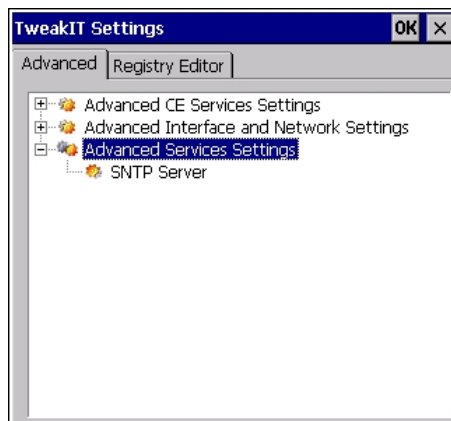 TweakIT Settings OK ×
Advanced Registry Editor
Advanced CE Services Settings
Advanced Interface and Network Settings
Advanced Services Settings
SNTP Server